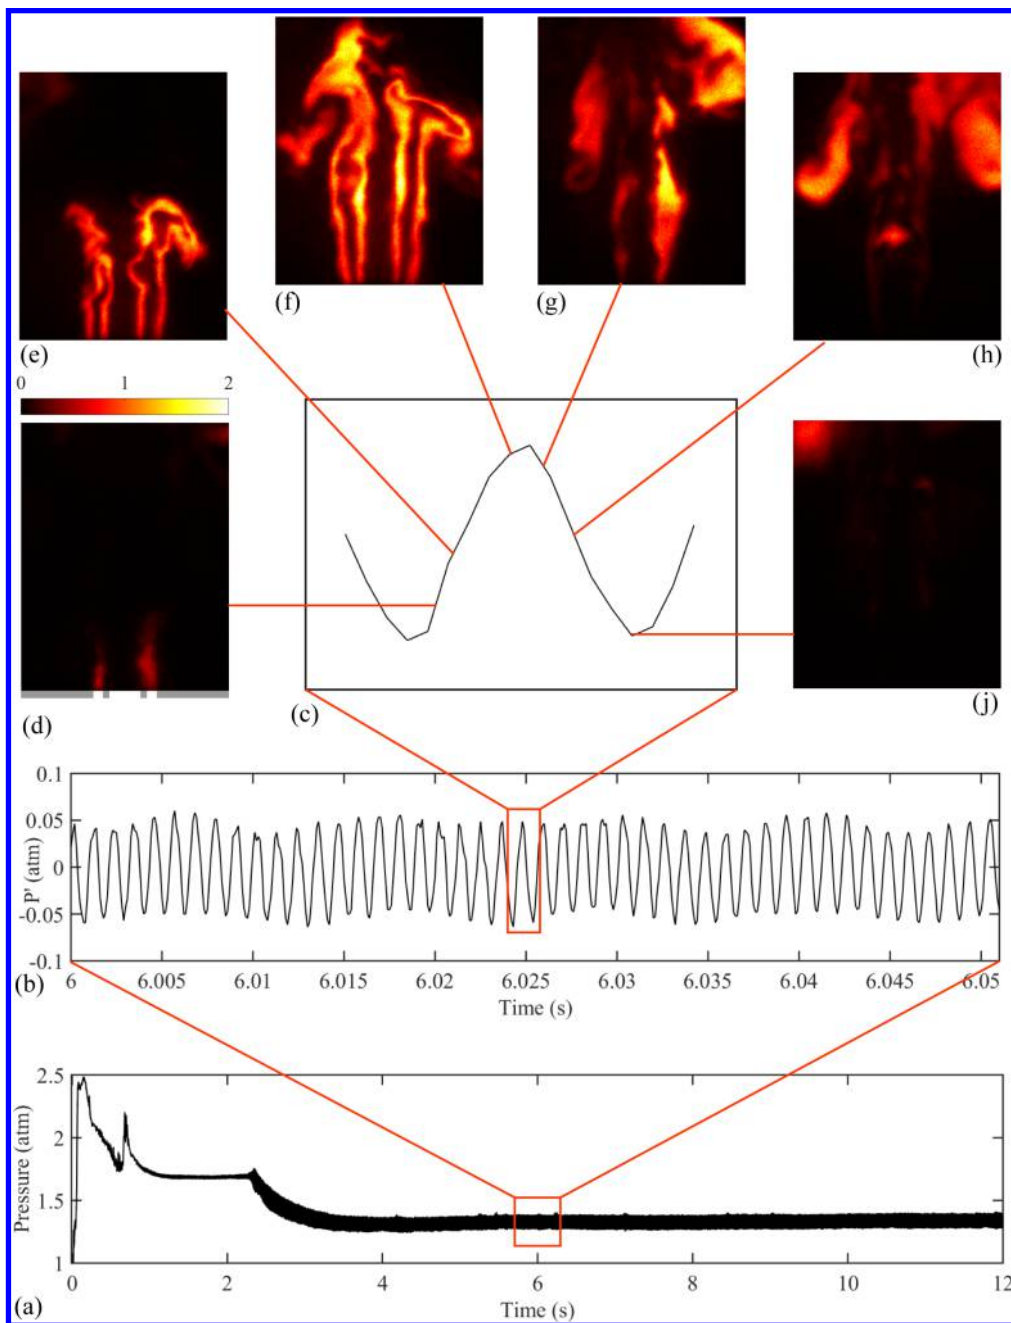 (f)
(g)
(e)
(h)
0 1 2
(d)
(c)
(j)
0.1
0.05
0
-0.05
-0.1
P' (atm)
6 6.005 6.01 6.015 6.02 6.025 6.03 6.035 6.04 6.045 6.05
(b)
Time (s)
2.5
2
1.5
1
Pressure (atm)
0 2 4 6 8 10 12
(a)
Time (s)